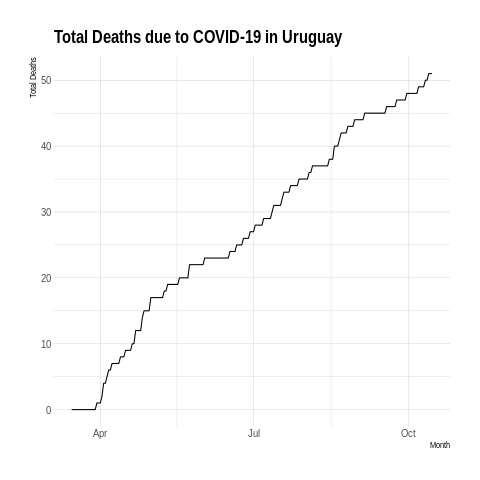 Total Deaths due to COVID-19 in Uruguay
Total Deaths
50
40
30
20
10
0
Apr
Jul
Oct
Month